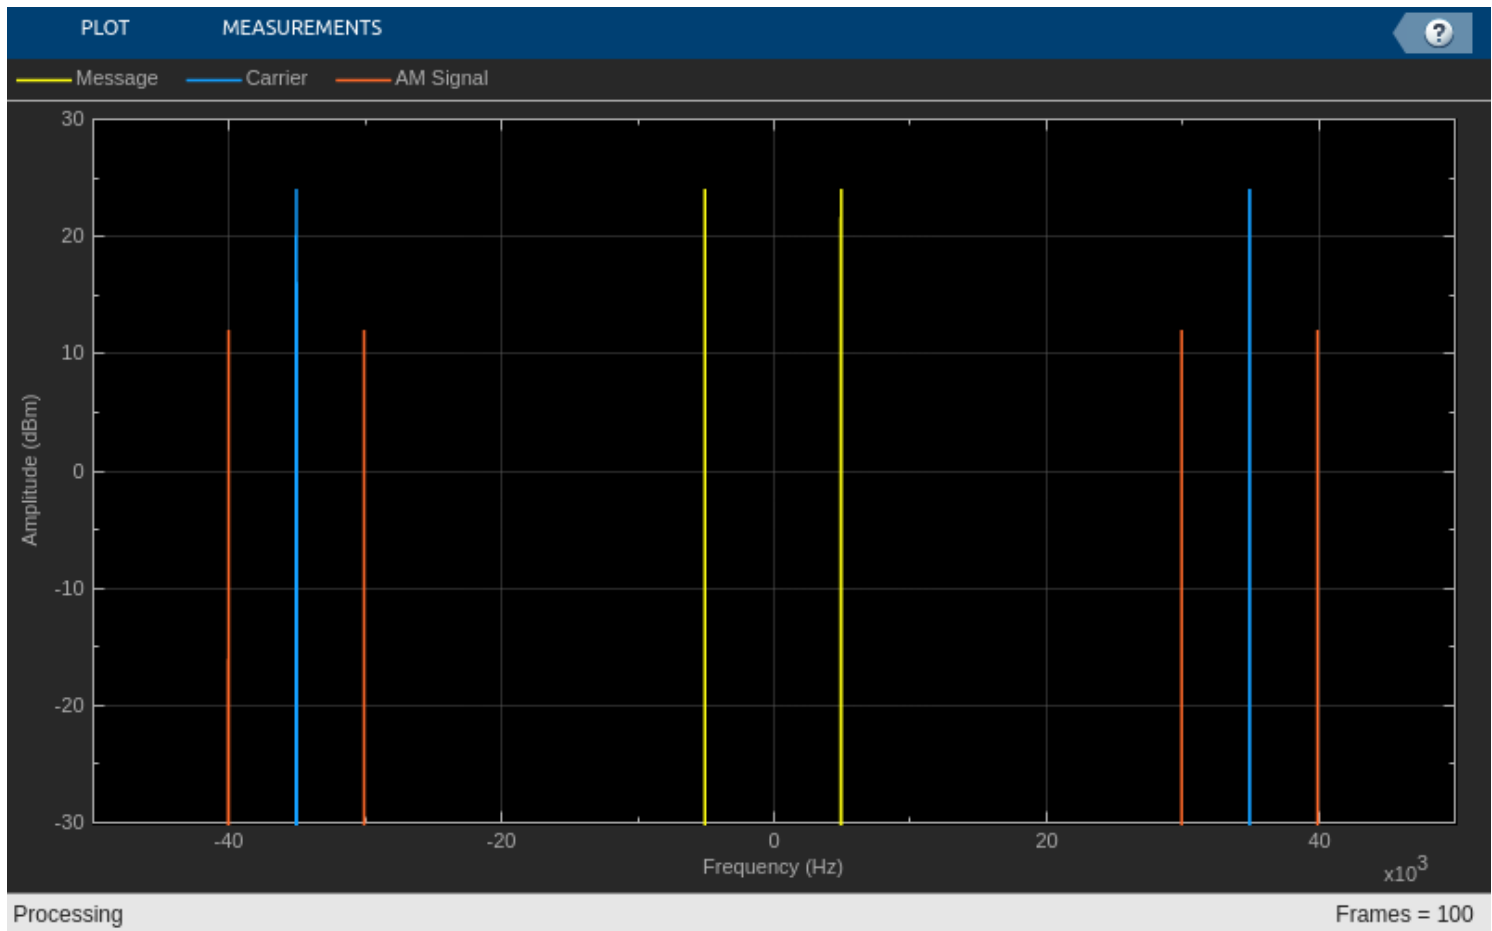 PLOT MEASUREMENTS ?
Message Carrier AM Signal
30
20
10
0
-10
-20
-30
Amplitude (dBm)
-40 -20 0 20 40
Frequency (Hz)
x10³
Processing Frames = 100